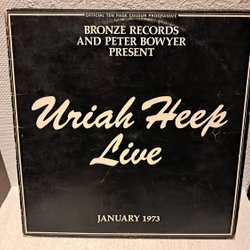 OFFICIAL TEN PAGE COLOUR PROGRAMME
BRONZE RECORDS
AND PETER BOWYER
PRESENT
Uriah Heep
Live
JANUARY 1973